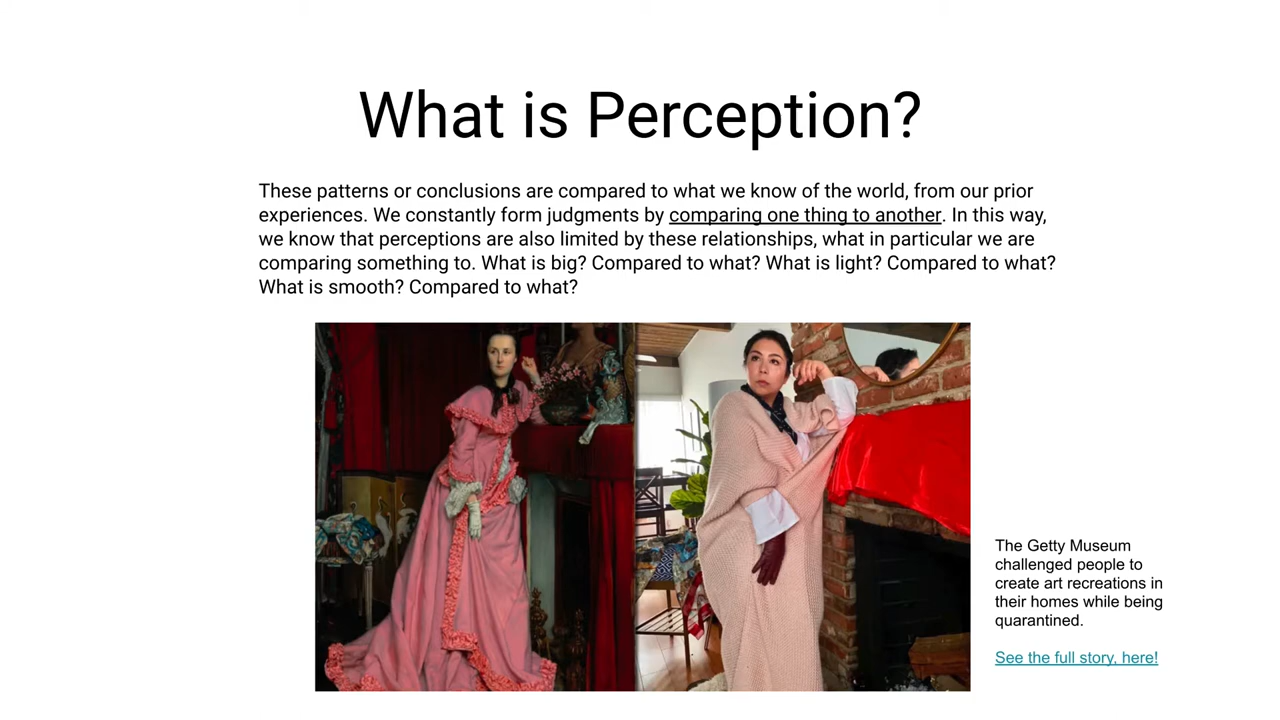 What is Perception?
These patterns or conclusions are compared to what we know of the world, from our prior
experiences. We constantly form judgments by comparing one thing to another. In this way,
we know that perceptions are also limited by these relationships, what in particular we are
comparing something to. What is big? Compared to what? What is light? Compared to what?
What is smooth? Compared to what?
The Getty Museum
challenged people to
create art recreations in
their homes while being
quarantined.
See the full story, here!